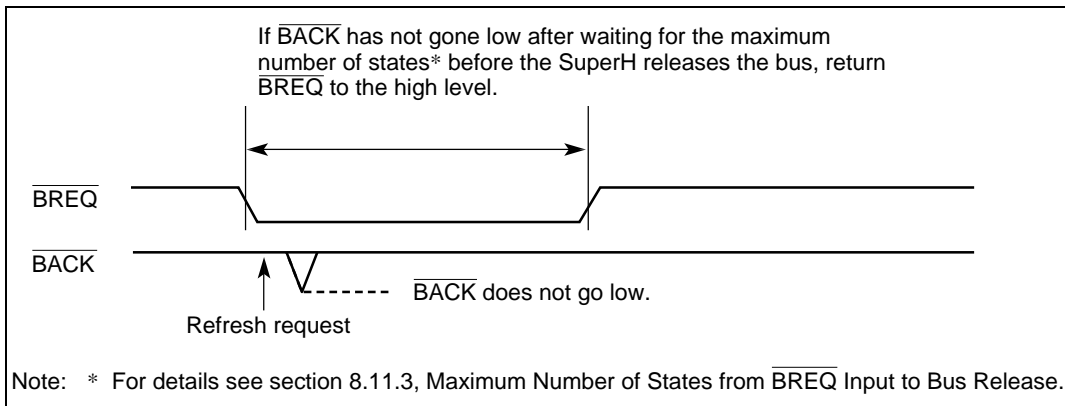 If BACK has not gone low after waiting for the maximum
number of states* before the SuperH releases the bus, return
BREQ to the high level.
BREQ
BACK
BACK does not go low.
Refresh request
Note: * For details see section 8.11.3, Maximum Number of States from BREQ Input to Bus Release.